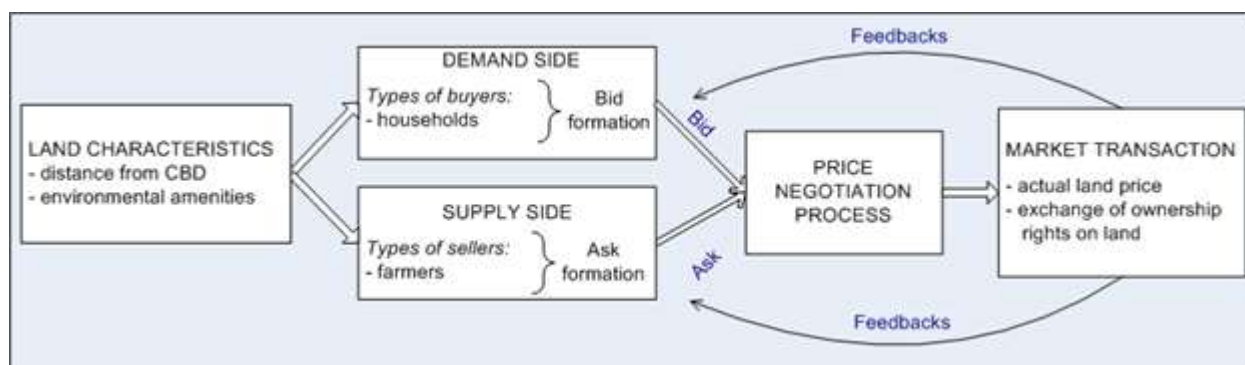 LAND CHARACTERISTICS
- distance from CBD
- environmental amenities
DEMAND SIDE
Types of buyers:
- households
Bid
formation
SUPPLY SIDE
Types of sellers:
- farmers
Ask
formation
Bid
Ask
PRICE
NEGOTIATION
PROCESS
Feedbacks
MARKET TRANSACTION
- actual land price
- exchange of ownership
rights on land
Feedbacks